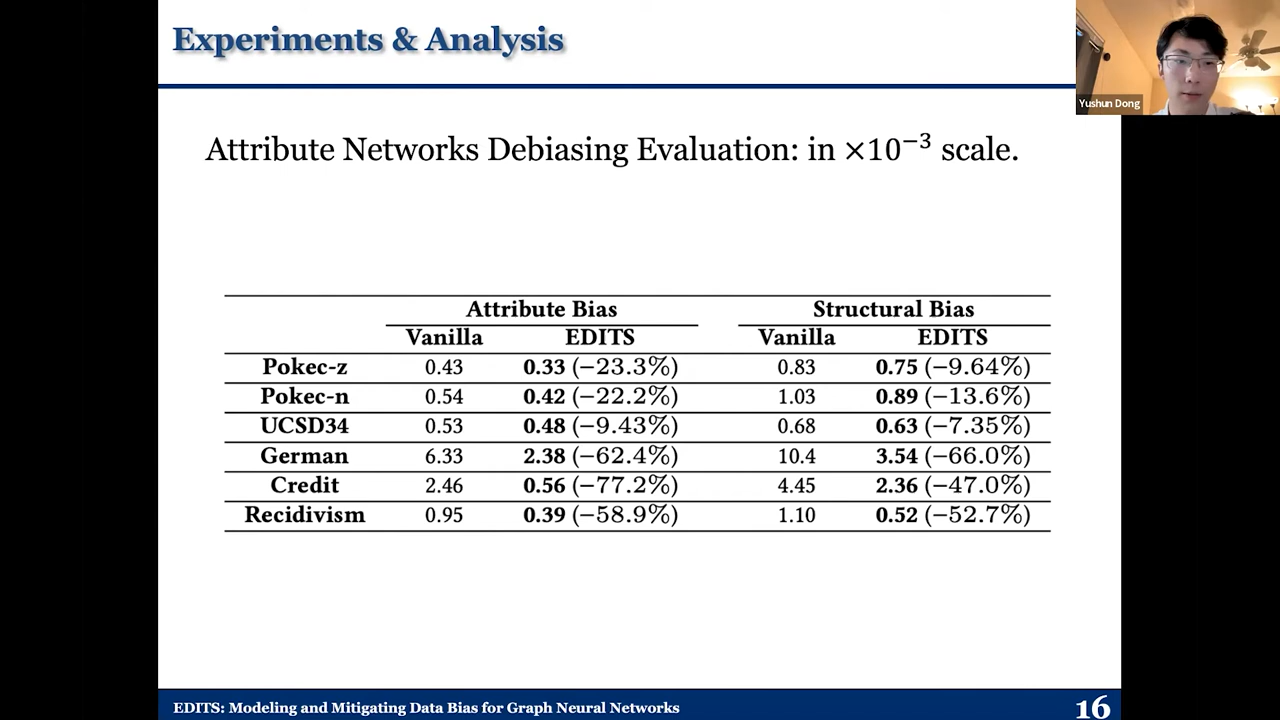 Experiments & Analysis
Yushun Dong
Attribute Networks Debiasing Evaluation: in ×10⁻³ scale.
Attribute Bias Structural Bias
Vanilla EDITS Vanilla EDITS
Pokec-z 0.43 0.33 (−23.3%) 0.83 0.75 (−9.64%)
Pokec-n 0.54 0.42 (−22.2%) 1.03 0.89 (−13.6%)
UCSD34 0.53 0.48 (−9.43%) 0.68 0.63 (−7.35%)
German 6.33 2.38 (−62.4%) 10.4 3.54 (−66.0%)
Credit 2.46 0.56 (−77.2%) 4.45 2.36 (−47.0%)
Recidivism 0.95 0.39 (−58.9%) 1.10 0.52 (−52.7%)
EDITS: Modeling and Mitigating Data Bias for Graph Neural Networks 16